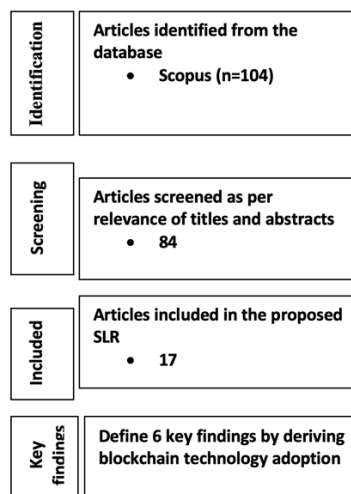 Identification
Articles identified from the
database
• Scopus (n=104)
Screening
Articles screened as per
relevance of titles and abstracts
• 84
Included
Articles included in the proposed
SLR
• 17
Key
findings
Define 6 key findings by deriving
blockchain technology adoption